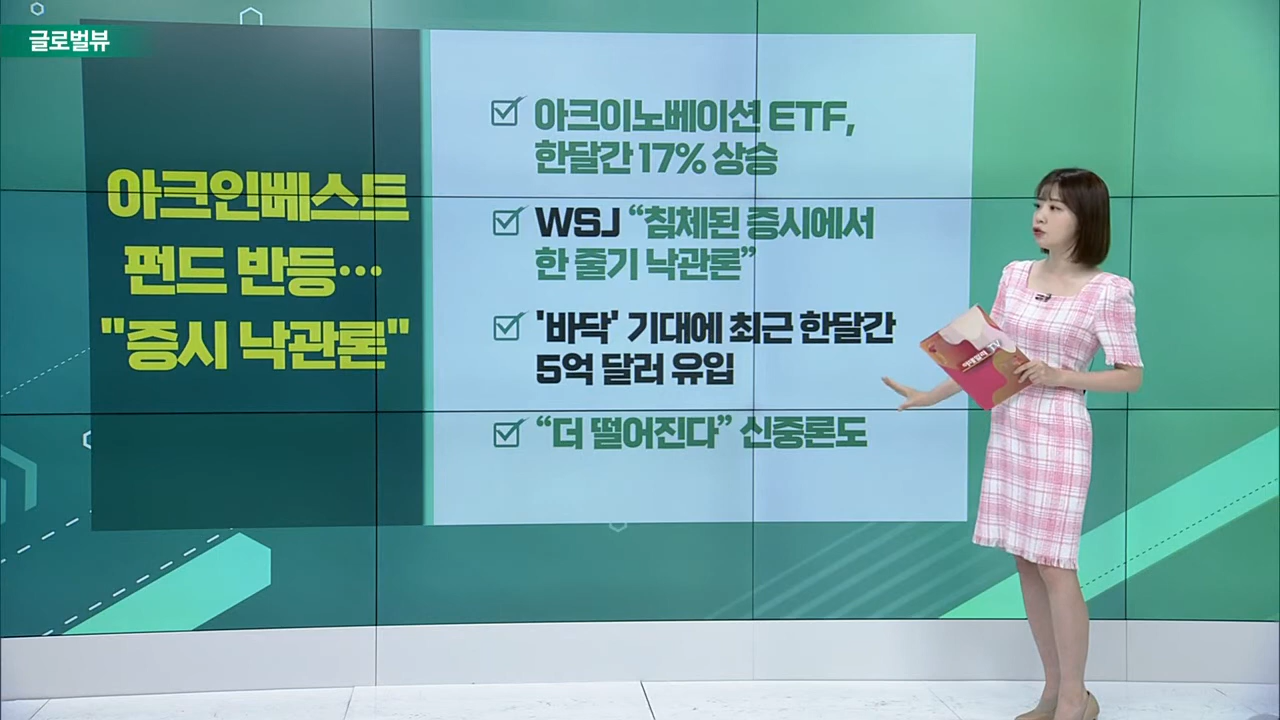 글로벌뷰
아크인베스트
펀드 반등…
"증시 낙관론"
아크이노베이션 ETF,
한달간 17% 상승
WSJ “침체된 증시에서
한 줄기 낙관론”
'바닥' 기대에 최근 한달간
5억 달러 유입
“더 떨어진다” 신중론도